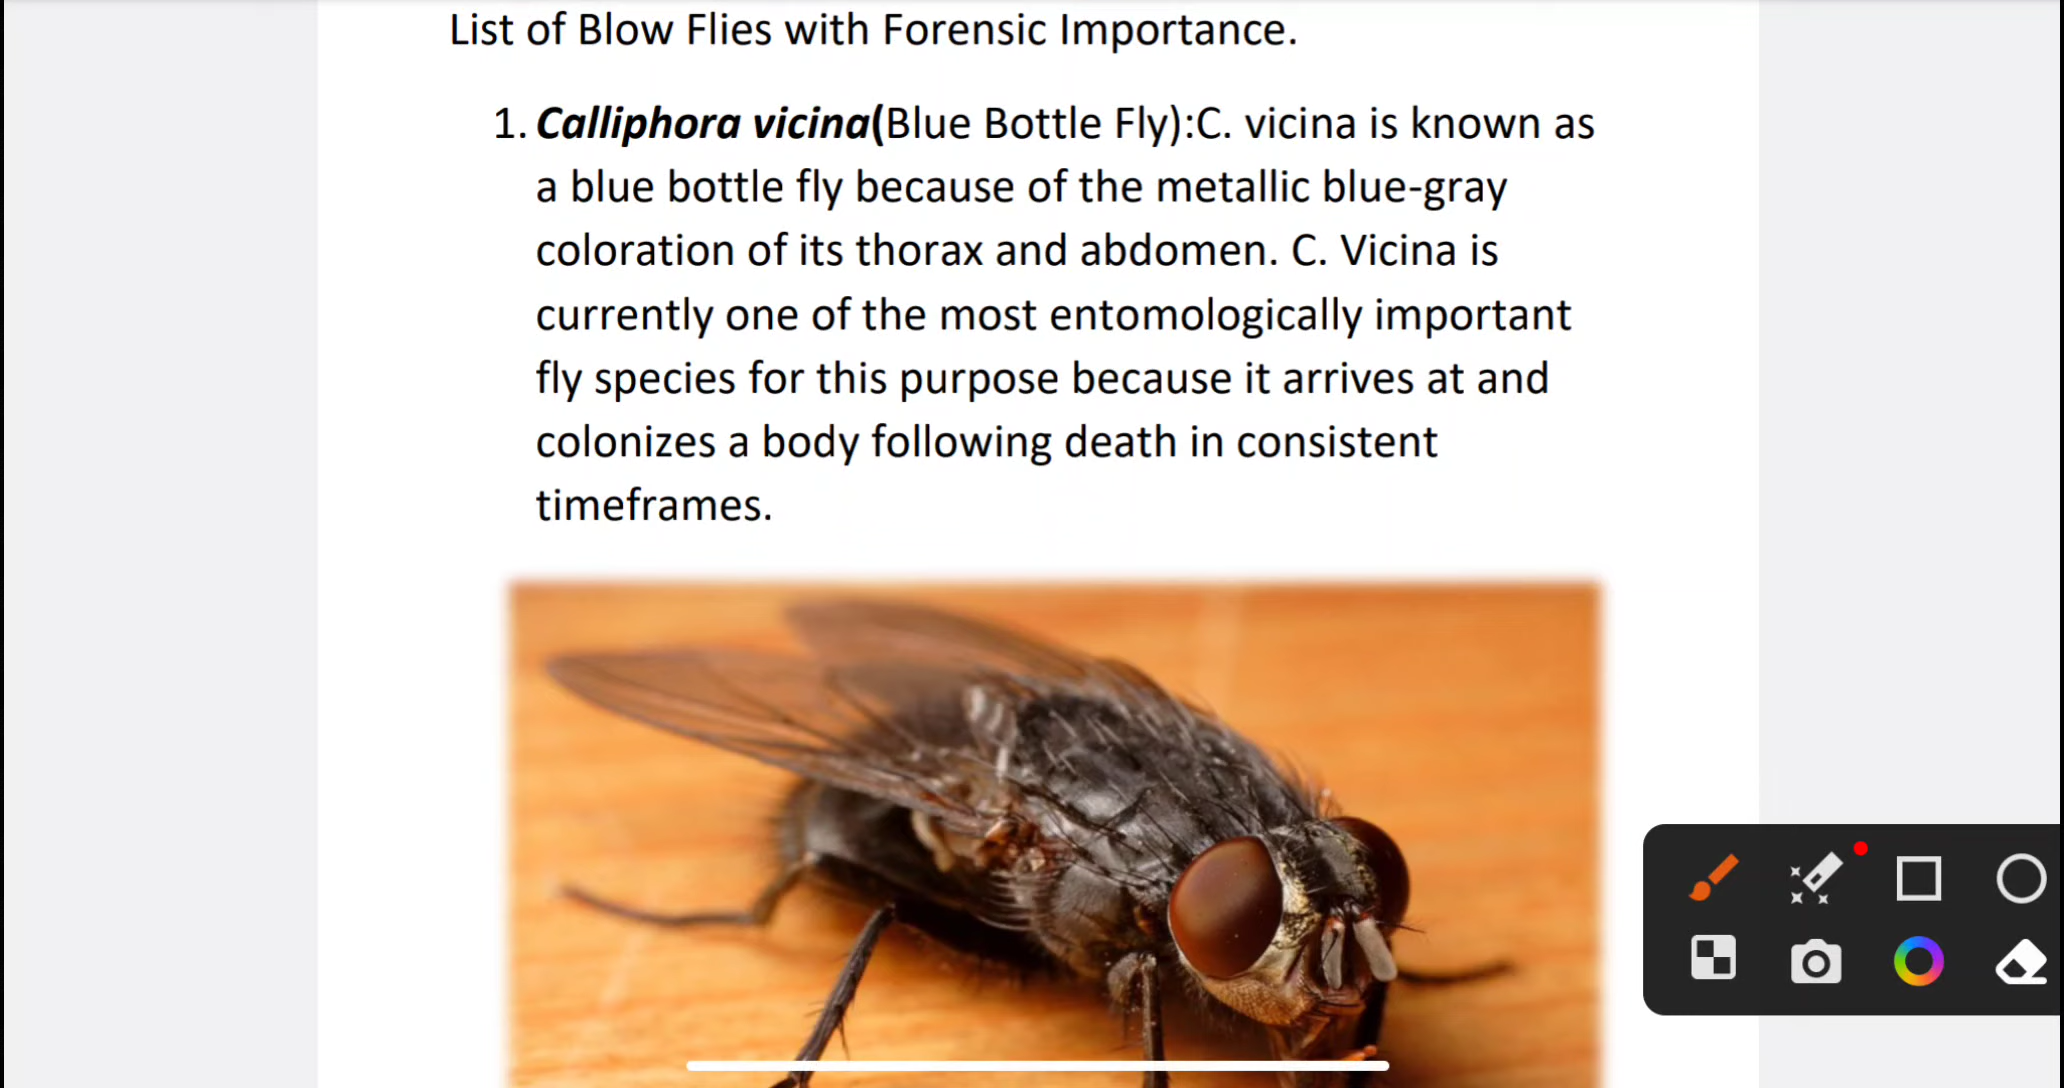 List of Blow Flies with Forensic Importance.
1. Calliphora vicina(Blue Bottle Fly):C. vicina is known as
a blue bottle fly because of the metallic blue-gray
coloration of its thorax and abdomen. C. Vicina is
currently one of the most entomologically important
fly species for this purpose because it arrives at and
colonizes a body following death in consistent
timeframes.